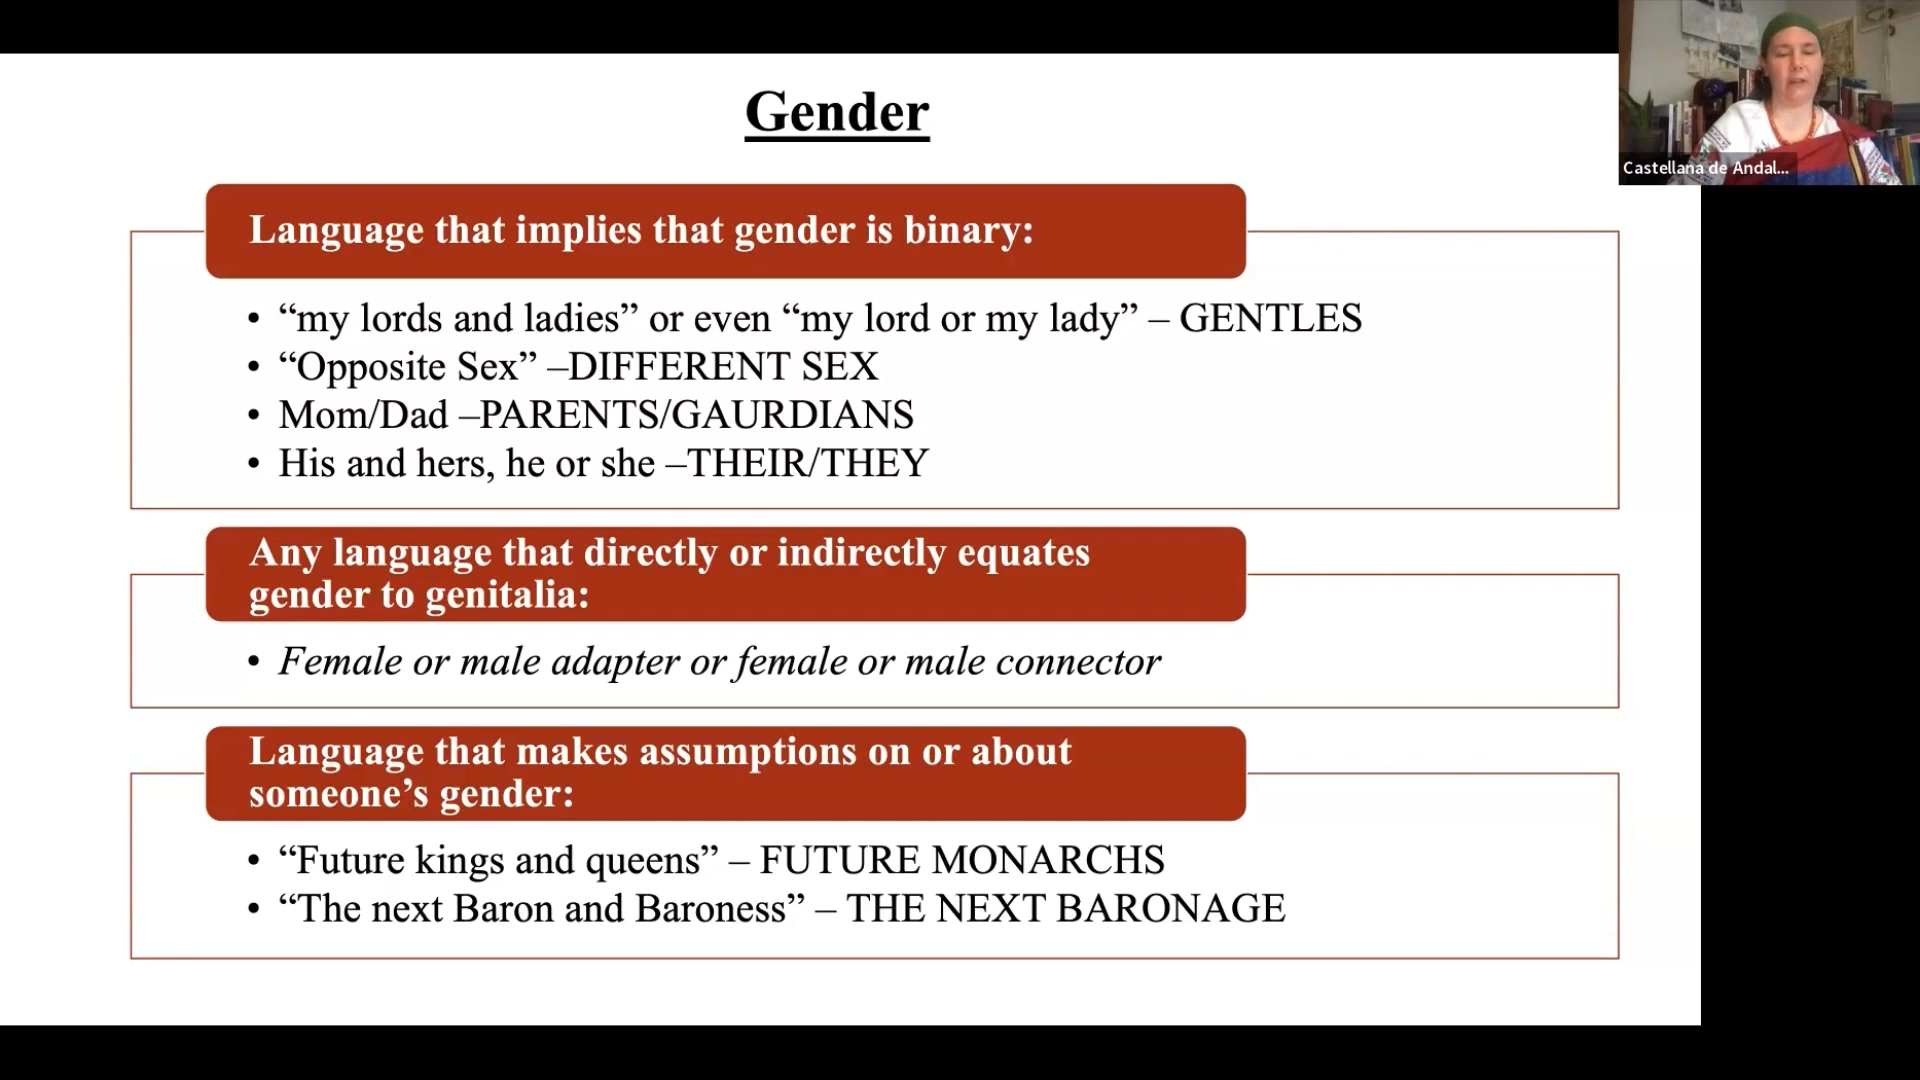 Gender
Castellana de Andal...
Language that implies that gender is binary:
• “my lords and ladies” or even “my lord or my lady” – GENTLES
• “Opposite Sex” –DIFFERENT SEX
• Mom/Dad –PARENTS/GAURDIANS
• His and hers, he or she –THEIR/THEY
Any language that directly or indirectly equates
gender to genitalia:
• Female or male adapter or female or male connector
Language that makes assumptions on or about
someone’s gender:
• “Future kings and queens” – FUTURE MONARCHS
• “The next Baron and Baroness” – THE NEXT BARONAGE